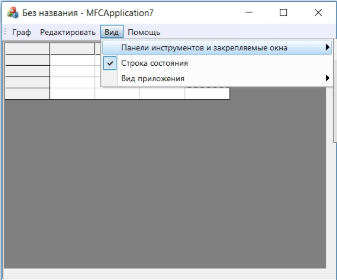 Без названия - MFCApplication7
Граф Редактировать Вид Помощь
Панели инструментов и закрепляемые окна
Строка состояния
Вид приложения